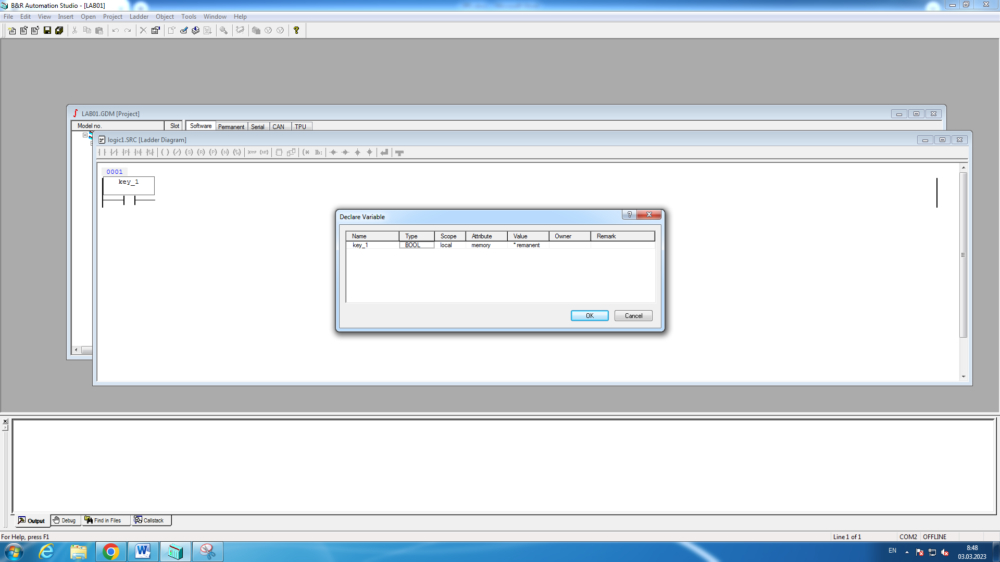 B&R Automation Studio - [LAB01]
File Edit View Insert Open Project Ladder Object Tools Window Help
LAB01.GDM [Project]
Model no. Slot Software Permanent Serial CAN TPU
logic1.SRC [Ladder Diagram]
0001
key_1
Declare Variable
Name Type Scope Attribute Value Owner Remark
key_1 BOOL local memory * remanent
OK Cancel
Output Debug Find in Files Callstack
For Help, press F1 Line 1 of 1 COM2 OFFLINE
EN 8:48
03.03.2023